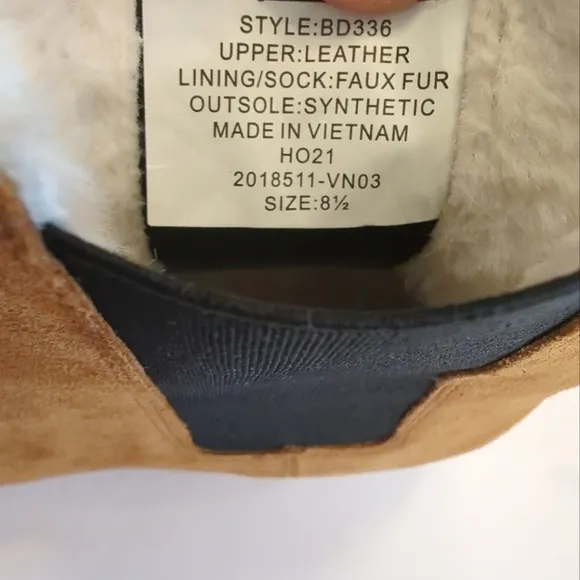 STYLE:BD336
UPPER:LEATHER
LINING/SOCK:FAUX FUR
OUTSOLE:SYNTHETIC
MADE IN VIETNAM
HO21
2018511-VN03
SIZE:8½